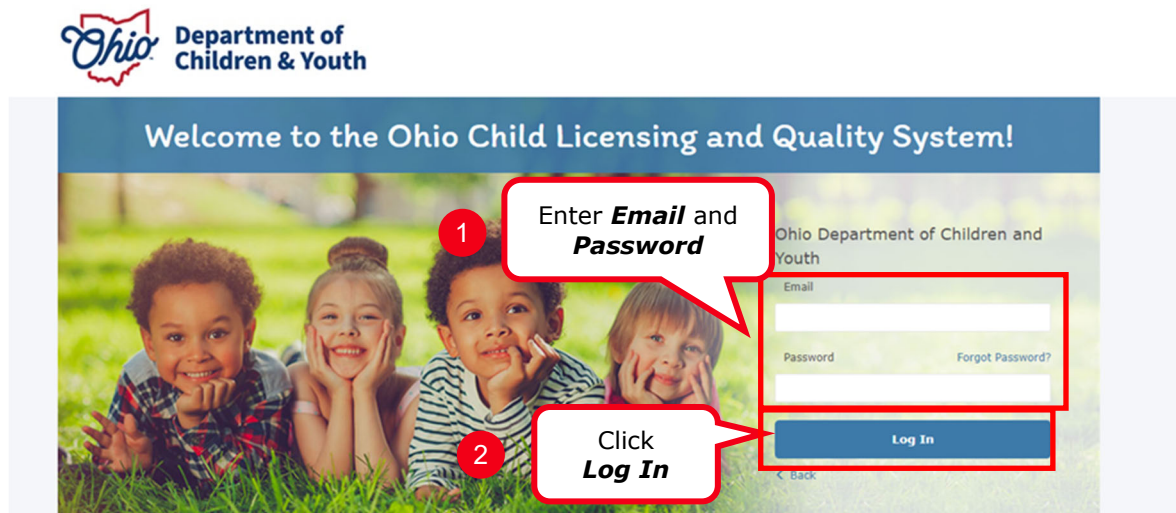 Ohio
Department of
Children & Youth
Welcome to the Ohio Child Licensing and Quality System!
1
Enter Email and
Password
Ohio Department of Children and
Youth
Email
Password
Forgot Password?
2
Click
Log In
Log In
< Back